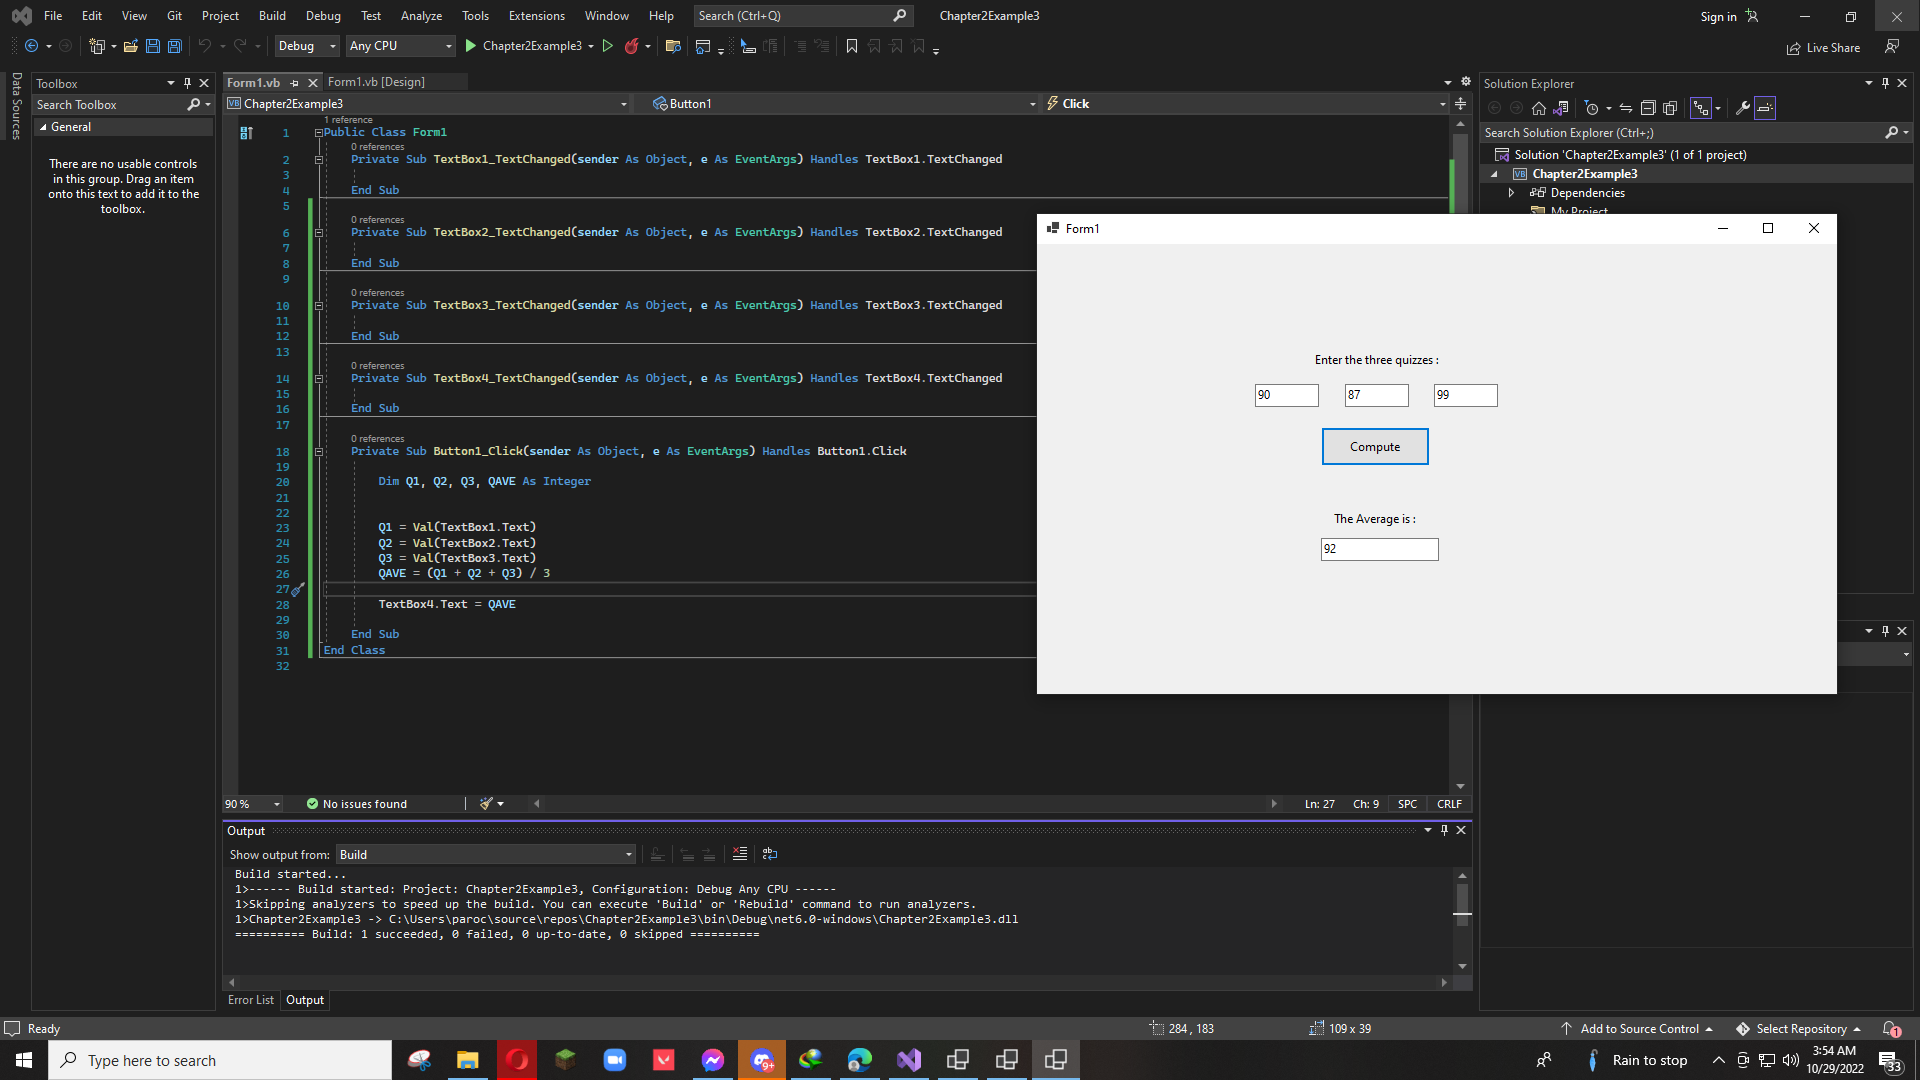 File Edit View Git Project Build Debug Test Analyze Tools Extensions Window Help Search (Ctrl+Q) Chapter2Example3 Sign in
Debug Any CPU Chapter2Example3 Live Share
Data Sources
Toolbox
Search Toolbox
General
There are no usable controls
in this group. Drag an item
onto this text to add it to the
toolbox.
Form1.vb Form1.vb [Design]
VB Chapter2Example3 Button1 Click
1 reference
1 Public Class Form1
0 references
2 Private Sub TextBox1_TextChanged(sender As Object, e As EventArgs) Handles TextBox1.TextChanged
3
4 End Sub
5
0 references
6 Private Sub TextBox2_TextChanged(sender As Object, e As EventArgs) Handles TextBox2.TextChanged
7
8 End Sub
9
0 references
10 Private Sub TextBox3_TextChanged(sender As Object, e As EventArgs) Handles TextBox3.TextChanged
11
12 End Sub
13
0 references
14 Private Sub TextBox4_TextChanged(sender As Object, e As EventArgs) Handles TextBox4.TextChanged
15
16 End Sub
17
0 references
18 Private Sub Button1_Click(sender As Object, e As EventArgs) Handles Button1.Click
19
20 Dim Q1, Q2, Q3, QAVE As Integer
21
22
23 Q1 = Val(TextBox1.Text)
24 Q2 = Val(TextBox2.Text)
25 Q3 = Val(TextBox3.Text)
26 QAVE = (Q1 + Q2 + Q3) / 3
27
28 TextBox4.Text = QAVE
29
30 End Sub
31 End Class
32
90 % No issues found Ln: 27 Ch: 9 SPC CRLF
Solution Explorer
Search Solution Explorer (Ctrl+;)
Solution 'Chapter2Example3' (1 of 1 project)
VB Chapter2Example3
Dependencies
My Project
Form1
Enter the three quizzes :
90 87 99
Compute
The Average is :
92
Output
Show output from: Build
Build started...
1>------ Build started: Project: Chapter2Example3, Configuration: Debug Any CPU ------
1>Skipping analyzers to speed up the build. You can execute 'Build' or 'Rebuild' command to run analyzers.
1>Chapter2Example3 -> C:\Users\paroc\source\repos\Chapter2Example3\bin\Debug\net6.0-windows\Chapter2Example3.dll
========== Build: 1 succeeded, 0 failed, 0 up-to-date, 0 skipped ==========
Error List Output
Ready 284 , 183 109 x 39 Add to Source Control Select Repository 1
Type here to search 9+ Rain to stop 3:54 AM
10/29/2022 33